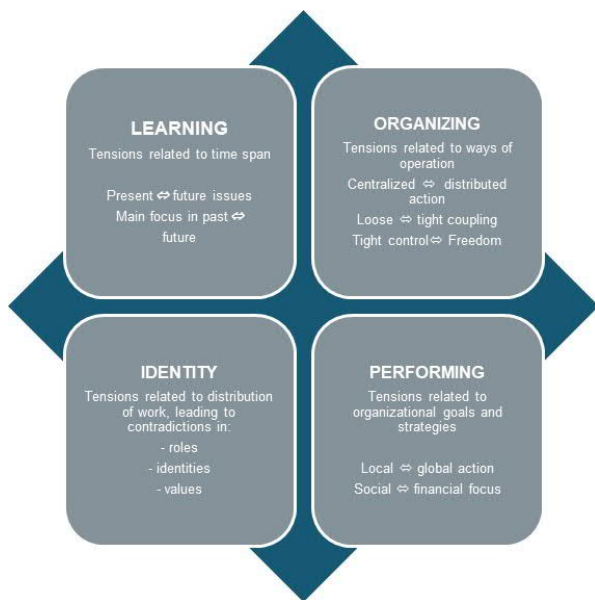 LEARNING
Tensions related to time span
Present ⇔ future issues
Main focus in past ⇔
future
ORGANIZING
Tensions related to ways of
operation
Centralized ⇔ distributed
action
Loose ⇔ tight coupling
Tight control⇔ Freedom
IDENTITY
Tensions related to distribution
of work, leading to
contradictions in:
- roles
- identities
- values
PERFORMING
Tensions related to
organizational goals and
strategies
Local ⇔ global action
Social ⇔ financial focus